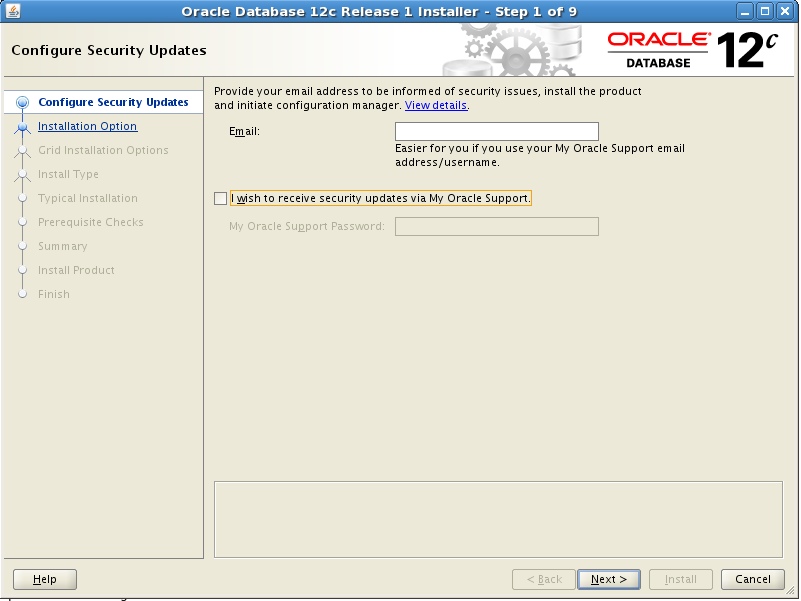 Oracle Database 12c Release 1 Installer - Step 1 of 9
Configure Security Updates
ORACLE®
DATABASE
12c
Configure Security Updates
Installation Option
Grid Installation Options
Install Type
Typical Installation
Prerequisite Checks
Summary
Install Product
Finish
Provide your email address to be informed of security issues, install the product
and initiate configuration manager. View details.
Email:
Easier for you if you use your My Oracle Support email
address/username.
I wish to receive security updates via My Oracle Support.
My Oracle Support Password:
Help
< Back
Next >
Install
Cancel